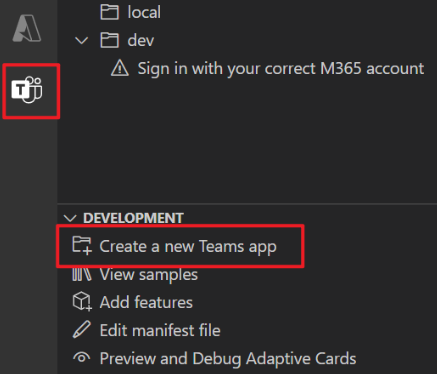 local
dev
Sign in with your correct M365 account
T
DEVELOPMENT
Create a new Teams app
View samples
Add features
Edit manifest file
Preview and Debug Adaptive Cards